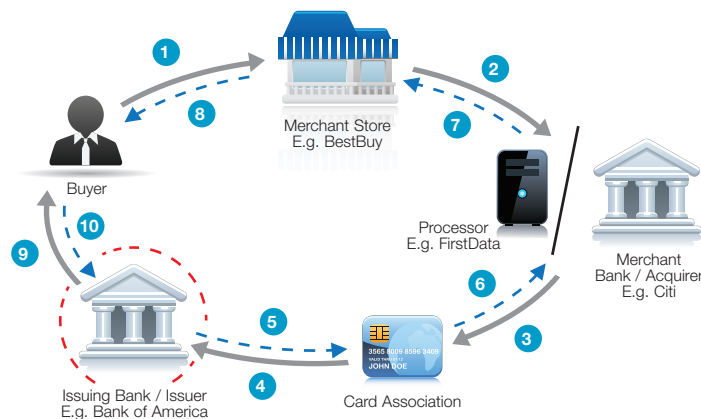 1
2
8
7
Merchant Store
E.g. BestBuy
Buyer
Processor
E.g. FirstData
Merchant
Bank / Acquirer
E.g. Citi
10
9
6
5
3
4
3565 8009 8596 3409
JOHN DOE
Issuing Bank / Issuer
E.g. Bank of America
Card Association